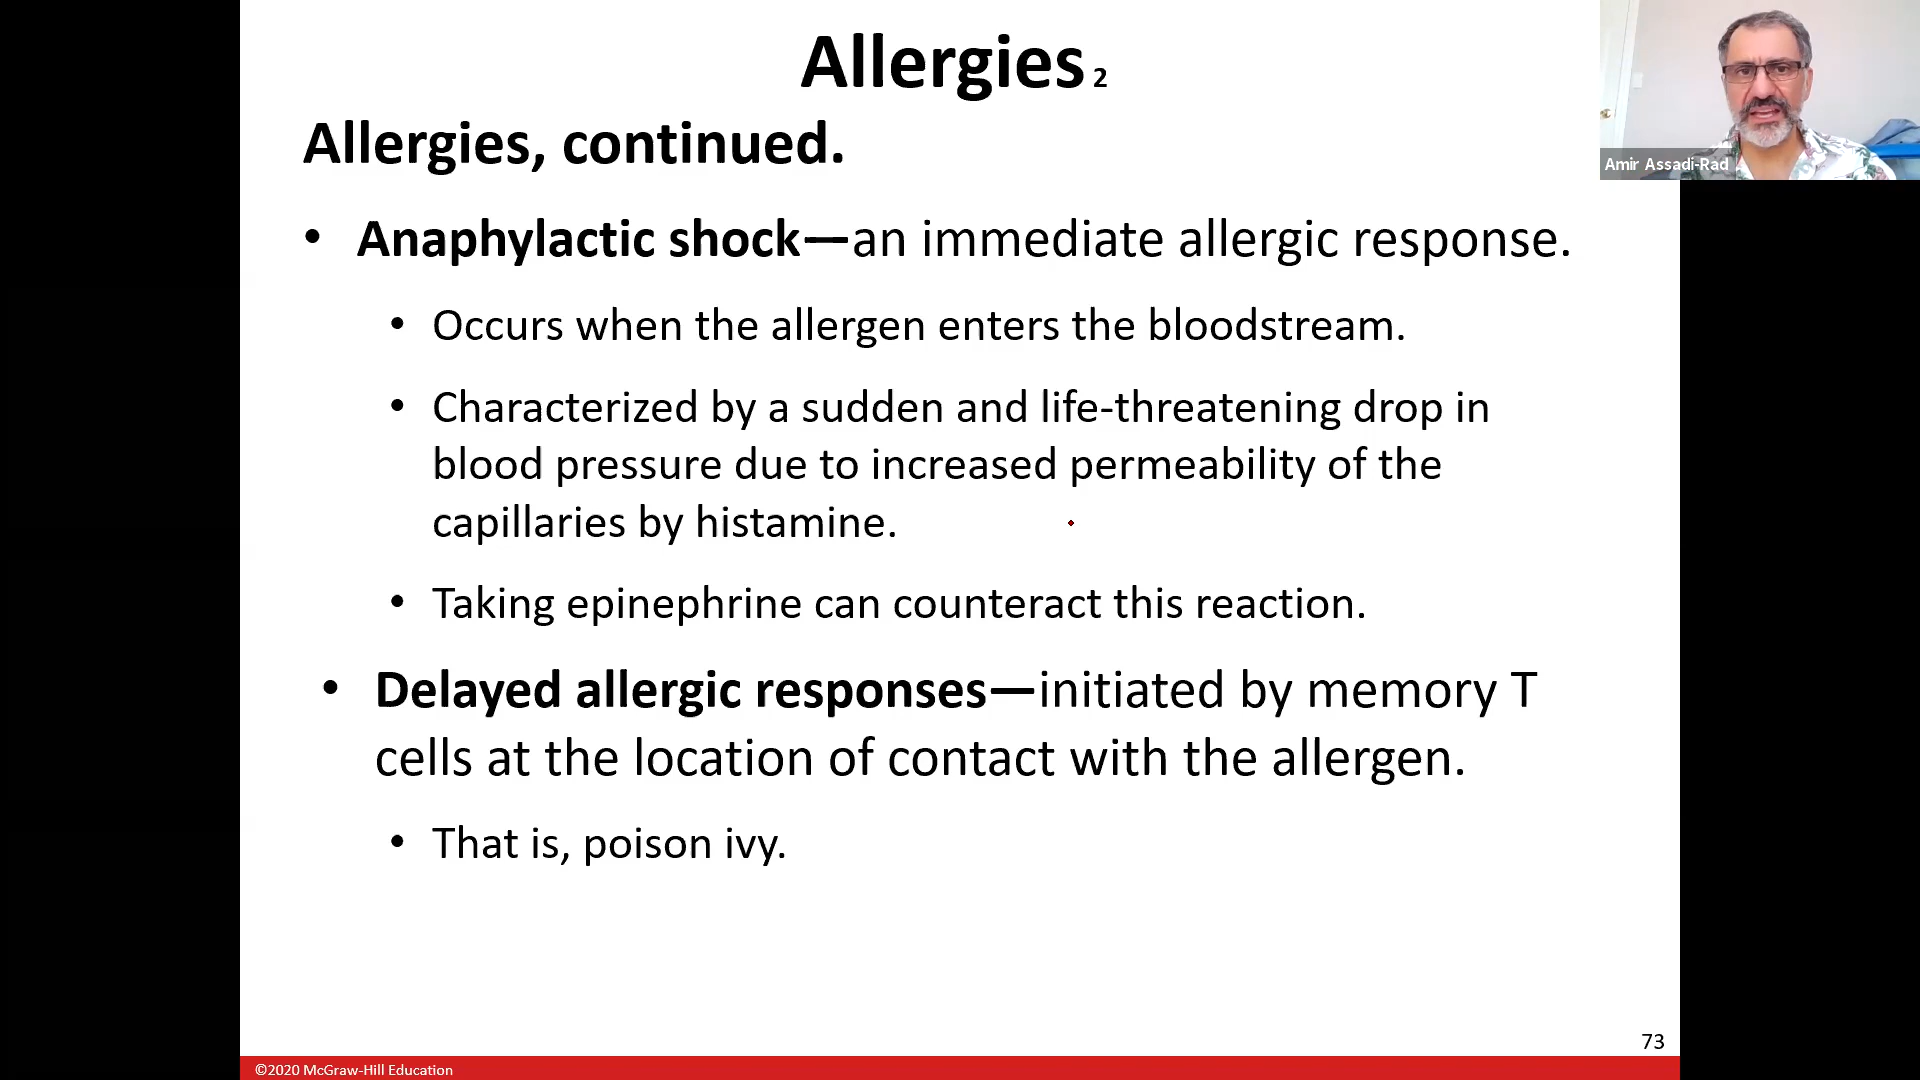 Allergies 2
Allergies, continued.
• Anaphylactic shock—an immediate allergic response.
• Occurs when the allergen enters the bloodstream.
• Characterized by a sudden and life-threatening drop in
blood pressure due to increased permeability of the
capillaries by histamine.
• Taking epinephrine can counteract this reaction.
• Delayed allergic responses—initiated by memory T
cells at the location of contact with the allergen.
• That is, poison ivy.
73
©2020 McGraw-Hill Education
Amir Assadi-Rad